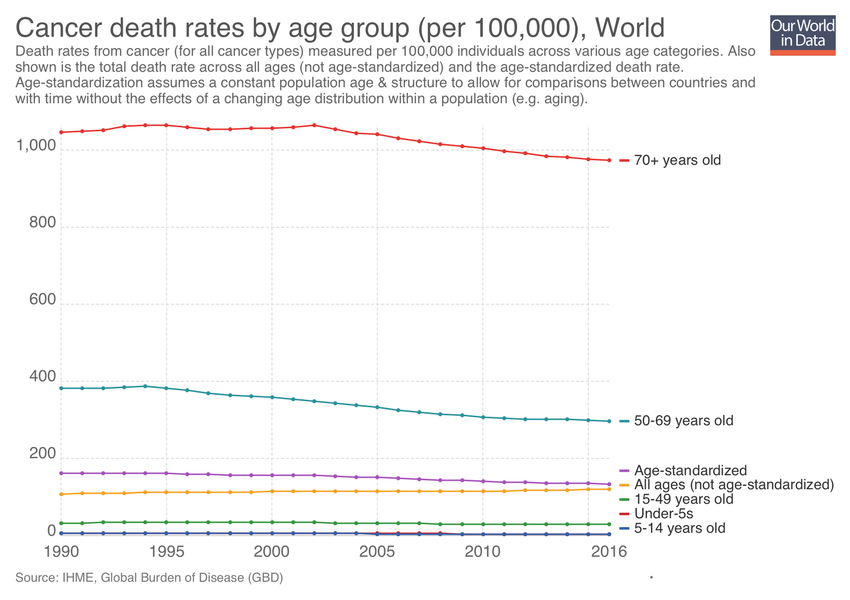 Cancer death rates by age group (per 100,000), World
Our World
in Data
Death rates from cancer (for all cancer types) measured per 100,000 individuals across various age categories. Also
shown is the total death rate across all ages (not age-standardized) and the age-standardized death rate.
Age-standardization assumes a constant population age & structure to allow for comparisons between countries and
with time without the effects of a changing age distribution within a population (e.g. aging).
1,000
70+ years old
800
600
400
50-69 years old
200
Age-standardized
All ages (not age-standardized)
15-49 years old
Under-5s
5-14 years old
0
1990 1995 2000 2005 2010 2016
Source: IHME, Global Burden of Disease (GBD)